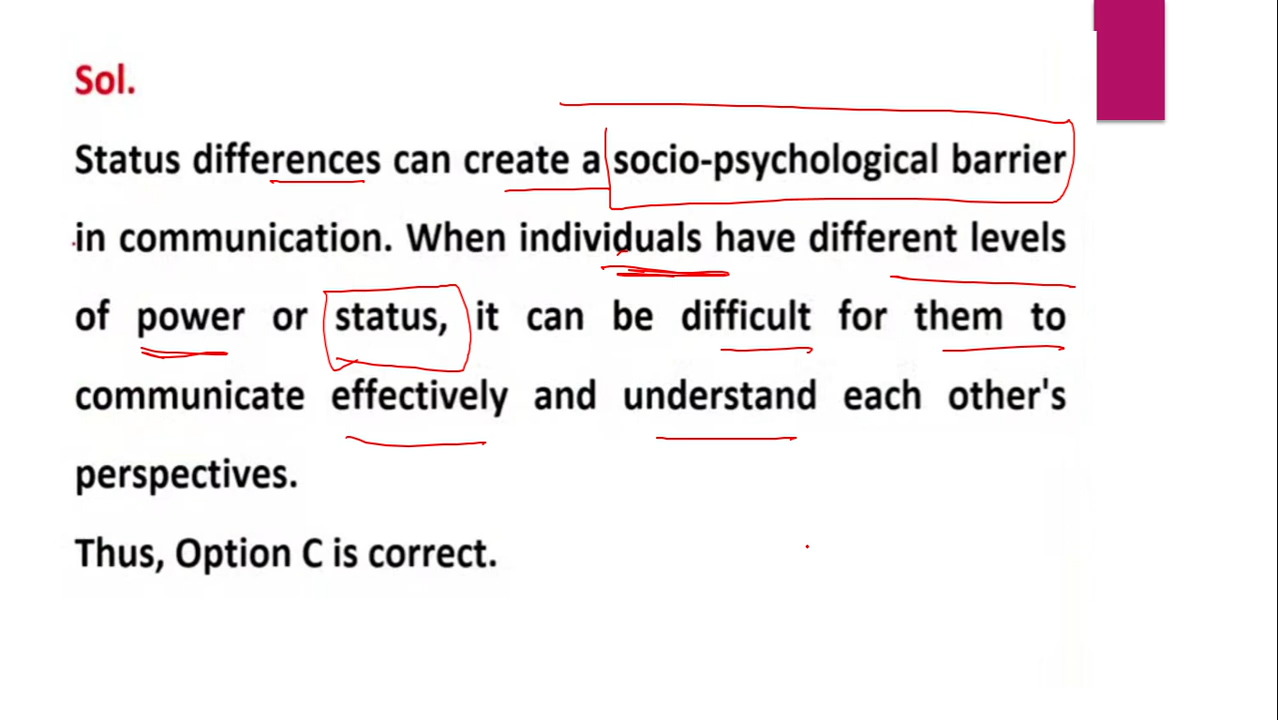 Sol.
Status differences can create a socio-psychological barrier
in communication. When individuals have different levels
of power or status, it can be difficult for them to
communicate effectively and understand each other's
perspectives.
Thus, Option C is correct.